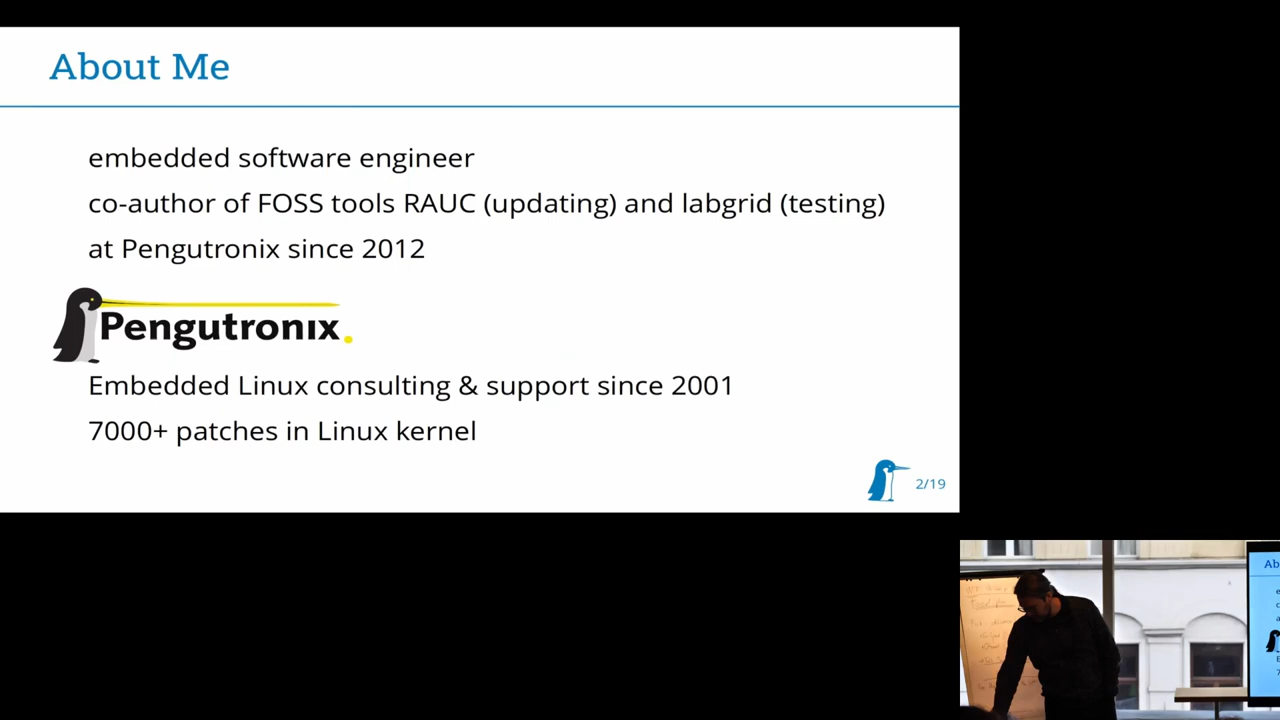 About Me
embedded software engineer
co-author of FOSS tools RAUC (updating) and labgrid (testing)
at Pengutronix since 2012
Pengutronix.
Embedded Linux consulting & support since 2001
7000+ patches in Linux kernel
2/19
Ab